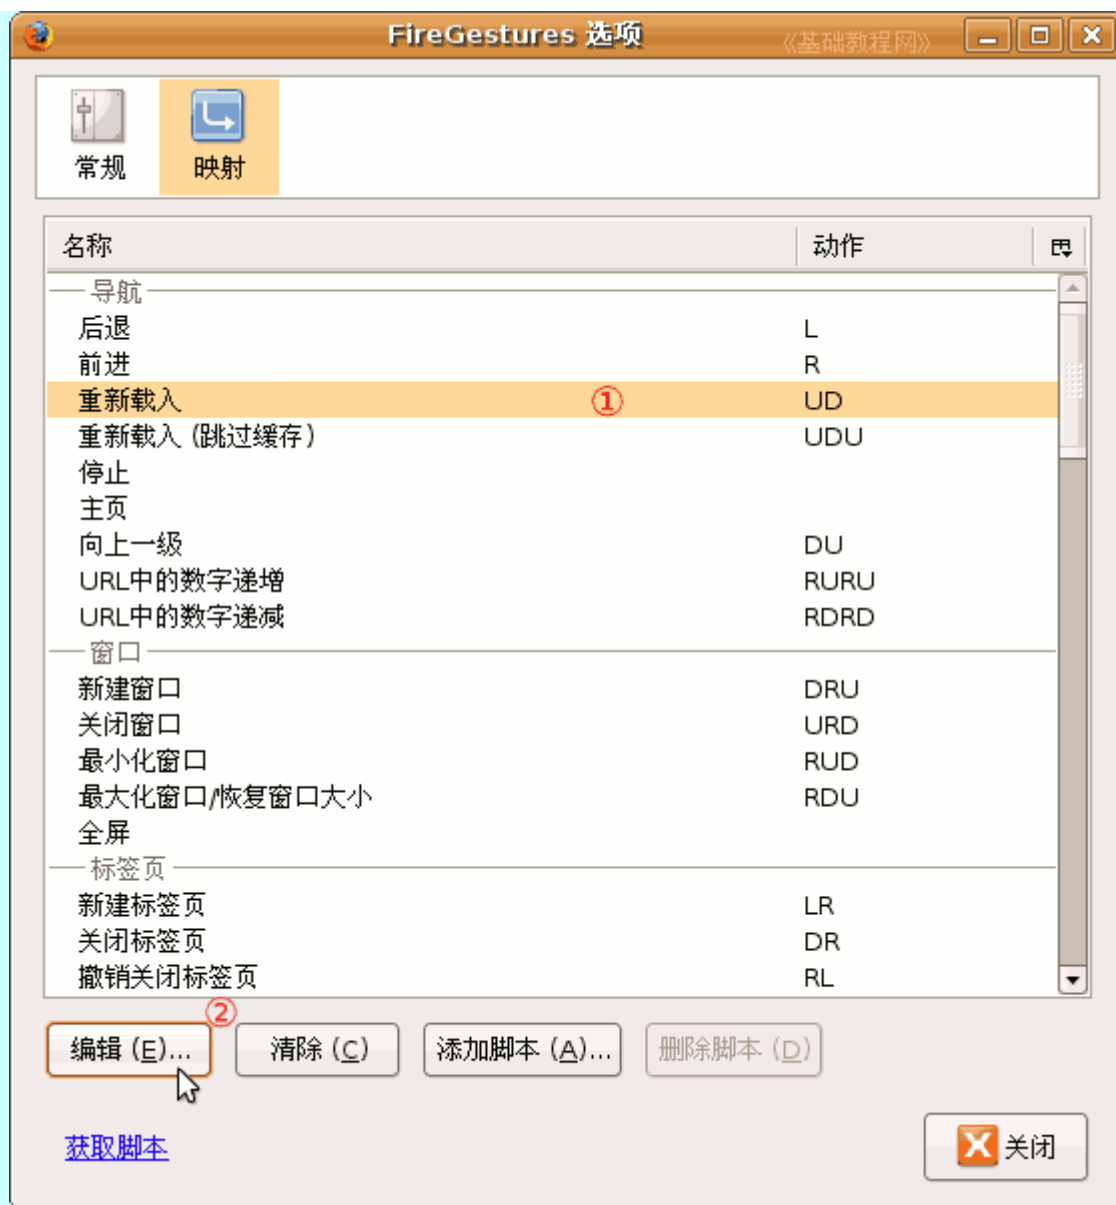 FireGestures 选项 《基础教程网》
常规 映射
名称 动作
导航
后退 L
前进 R
重新载入 ① UD
重新载入 (跳过缓存) UDU
停止
主页
向上一级 DU
URL中的数字递增 RURU
URL中的数字递减 RDRD
窗口
新建窗口 DRU
关闭窗口 URD
最小化窗口 RUD
最大化窗口/恢复窗口大小 RDU
全屏
标签页
新建标签页 LR
关闭标签页 DR
撤销关闭标签页 RL
②
编辑 (E)... 清除 (C) 添加脚本 (A)... 删除脚本 (D)
获取脚本 关闭